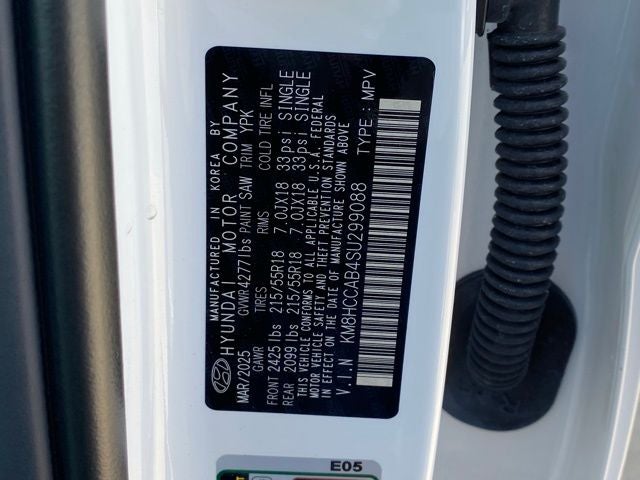 MANUFACTURED IN KOREA BY
HYUNDAI MOTOR COMPANY
MAR/2025 GVWR 4277lbs PAINT SAW TRIM YPK
GAWR TIRES RIMS COLD TIRE INFL
FRONT 2425 lbs 215/55R18 7.0JX18 33psi SINGLE
REAR 2099 lbs 215/55R18 7.0JX18 33psi SINGLE
THIS VEHICLE CONFORMS TO ALL APPLICABLE U.S.A. FEDERAL
MOTOR VEHICLE SAFETY AND THEFT PREVENTION STANDARDS
IN EFFECT ON THE DATE OF MANUFACTURE SHOWN ABOVE
V.I.N KM8HCCAB4SU299088 TYPE : MPV
E05